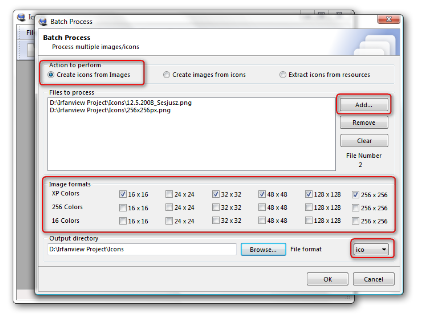 Batch Process
Batch Process
Process multiple images/icons
Action to perform
Create icons from Images
Create images from icons
Extract icons from resources
Files to process
D:\Irfanview Project\Icons\12.5.2008_Sesjusz.png
D:\Irfanview Project\Icons\256x256px.png
Add...
Remove
Clear
File Number
2
Image formats
XP Colors 16 x 16 24 x 24 32 x 32 48 x 48 128 x 128 256 x 256
256 Colors 16 x 16 24 x 24 32 x 32 48 x 48 128 x 128 256 x 256
16 Colors 16 x 16 24 x 24 32 x 32 48 x 48 128 x 128 256 x 256
Output directory
D:\Irfanview Project\Icons
Browse...
File format
ico
OK
Cancel